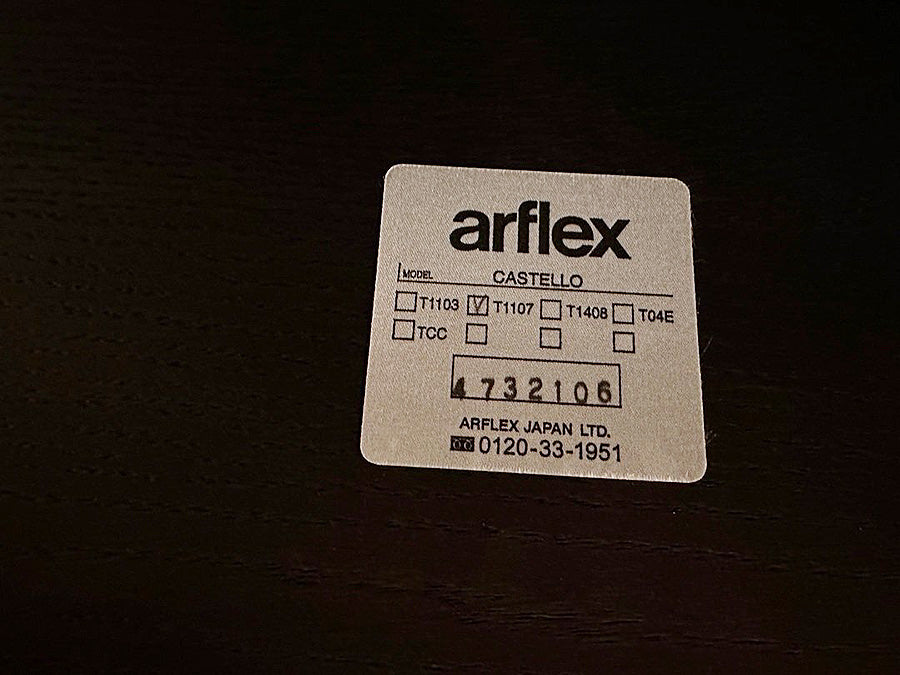 arflex
MODEL CASTELLO
T1103 T1107 T1408 T04E
TCC
4732106
ARFLEX JAPAN LTD.
0120-33-1951